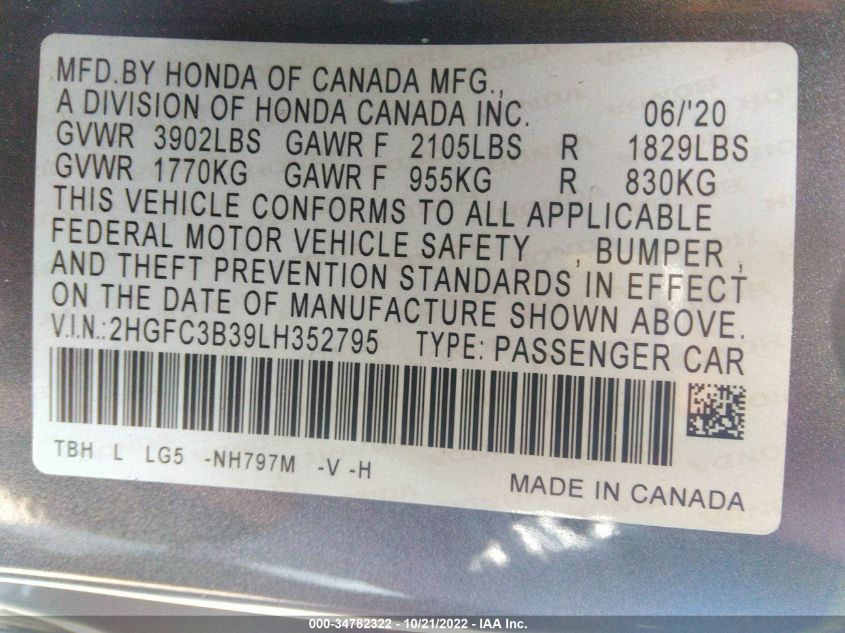 MFD.BY HONDA OF CANADA MFG.,
A DIVISION OF HONDA CANADA INC. 06/'20
GVWR 3902LBS GAWR F 2105LBS R 1829LBS
GVWR 1770KG GAWR F 955KG R 830KG
THIS VEHICLE CONFORMS TO ALL APPLICABLE
FEDERAL MOTOR VEHICLE SAFETY , BUMPER ,
AND THEFT PREVENTION STANDARDS IN EFFECT
ON THE DATE OF MANUFACTURE SHOWN ABOVE.
V.I.N.:2HGFC3B39LH352795 TYPE: PASSENGER CAR
TBH L LG5 -NH797M -V -H
MADE IN CANADA
000-34782322 - 10/21/2022 - IAA Inc.